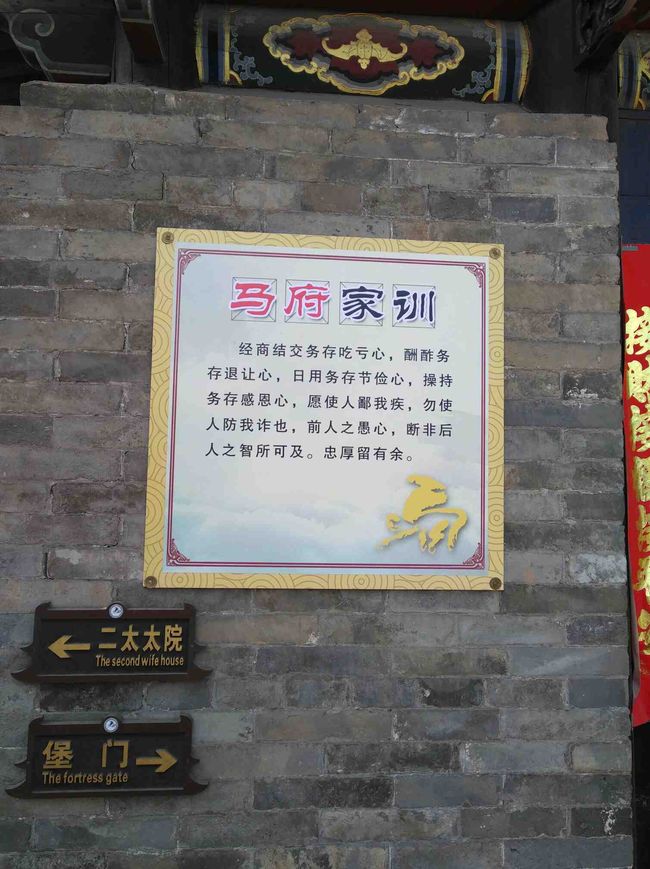 马府家训
经商结交务存吃亏心，酬酢务
存退让心，日用务存节俭心，操持
务存感恩心，愿使人鄙我疾，勿使
人防我诈也，前人之愚心，断非后
人之智所可及。忠厚留有余。
二太太院
The second wife house
堡 门
The fortress gate